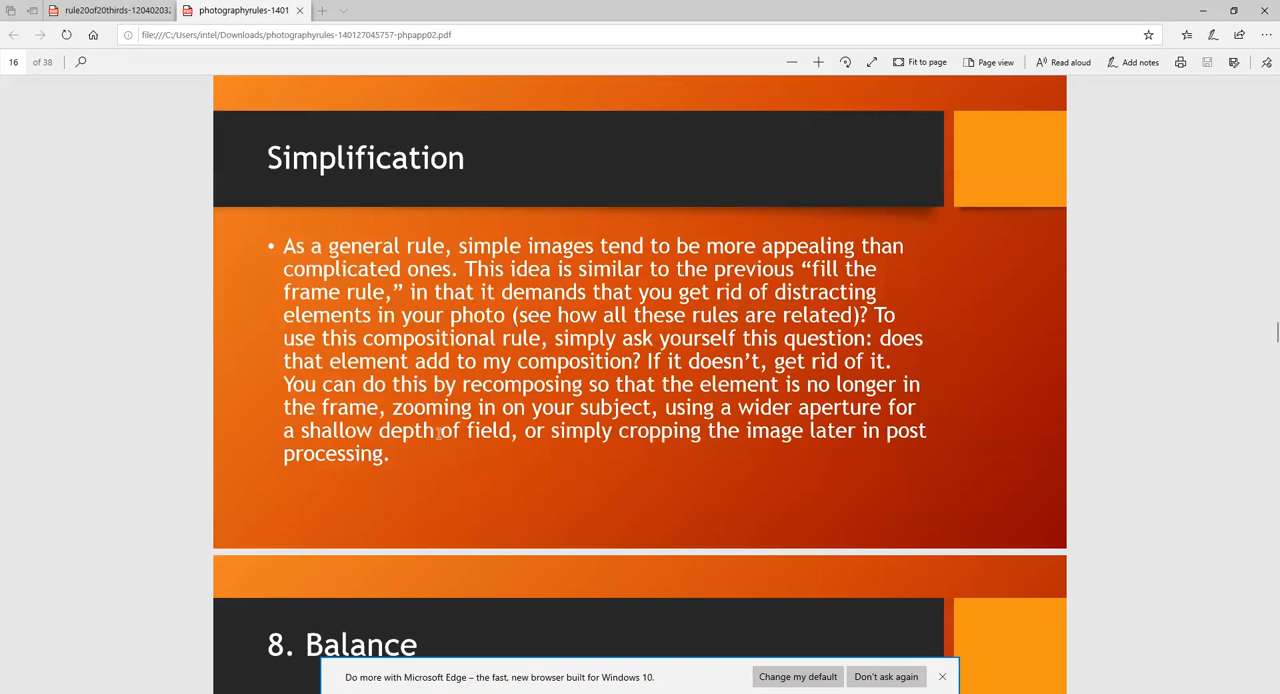 rule20of20thirds-120402032
photographyrules-1401
file:///C:/Users/intel/Downloads/photographyrules-140127045757-phpapp02.pdf
16 of 38
Fit to page
Page view
Read aloud
Add notes
Simplification
• As a general rule, simple images tend to be more appealing than
complicated ones. This idea is similar to the previous “fill the
frame rule,” in that it demands that you get rid of distracting
elements in your photo (see how all these rules are related)? To
use this compositional rule, simply ask yourself this question: does
that element add to my composition? If it doesn’t, get rid of it.
You can do this by recomposing so that the element is no longer in
the frame, zooming in on your subject, using a wider aperture for
a shallow depth of field, or simply cropping the image later in post
processing.
8. Balance
Do more with Microsoft Edge – the fast, new browser built for Windows 10.
Change my default
Don't ask again